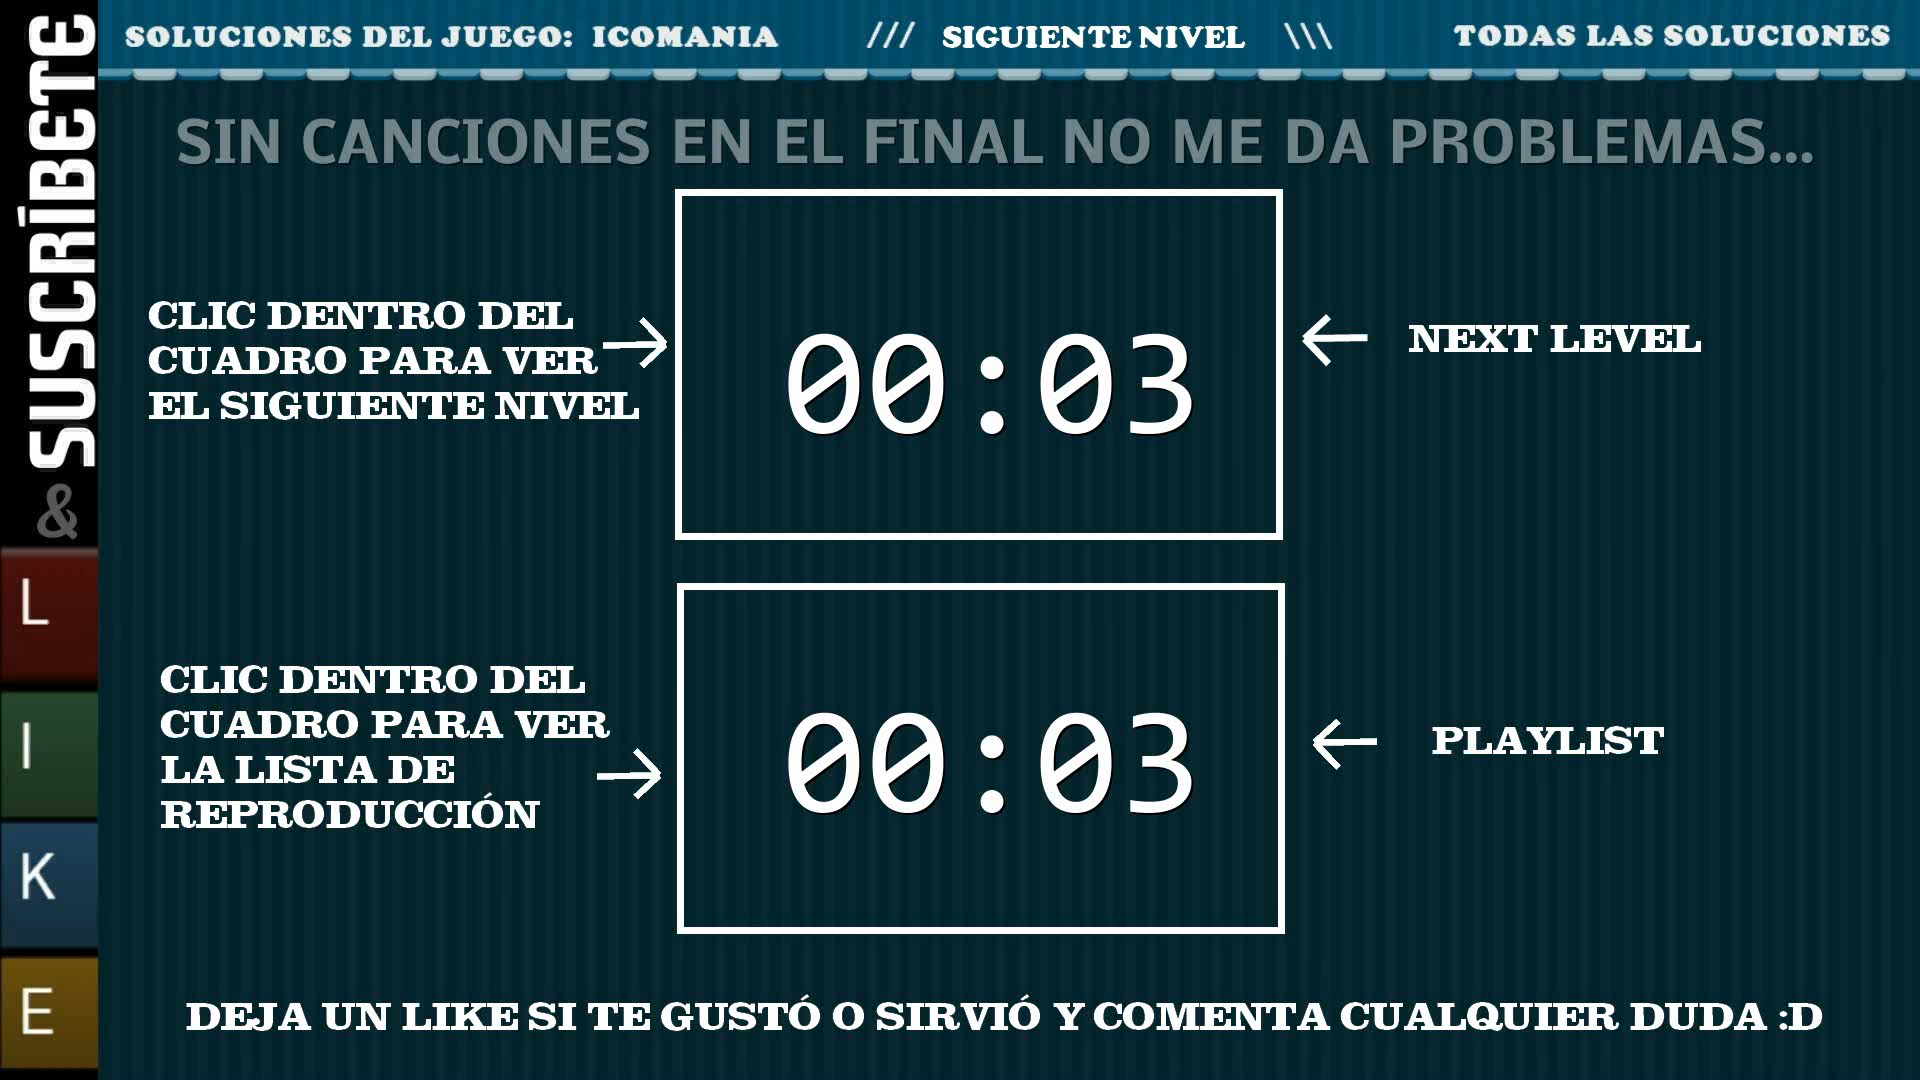 SOLUCIONES DEL JUEGO: ICOMANIA /// SIGUIENTE NIVEL \\\ TODAS LAS SOLUCIONES
SIN CANCIONES EN EL FINAL NO ME DA PROBLEMAS...
CLIC DENTRO DEL
CUADRO PARA VER
EL SIGUIENTE NIVEL
00:03
NEXT LEVEL
CLIC DENTRO DEL
CUADRO PARA VER
LA LISTA DE
REPRODUCCIÓN
00:03
PLAYLIST
DEJA UN LIKE SI TE GUSTÓ O SIRVIÓ Y COMENTA CUALQUIER DUDA :D
LIKE & SUSCRÍBETE